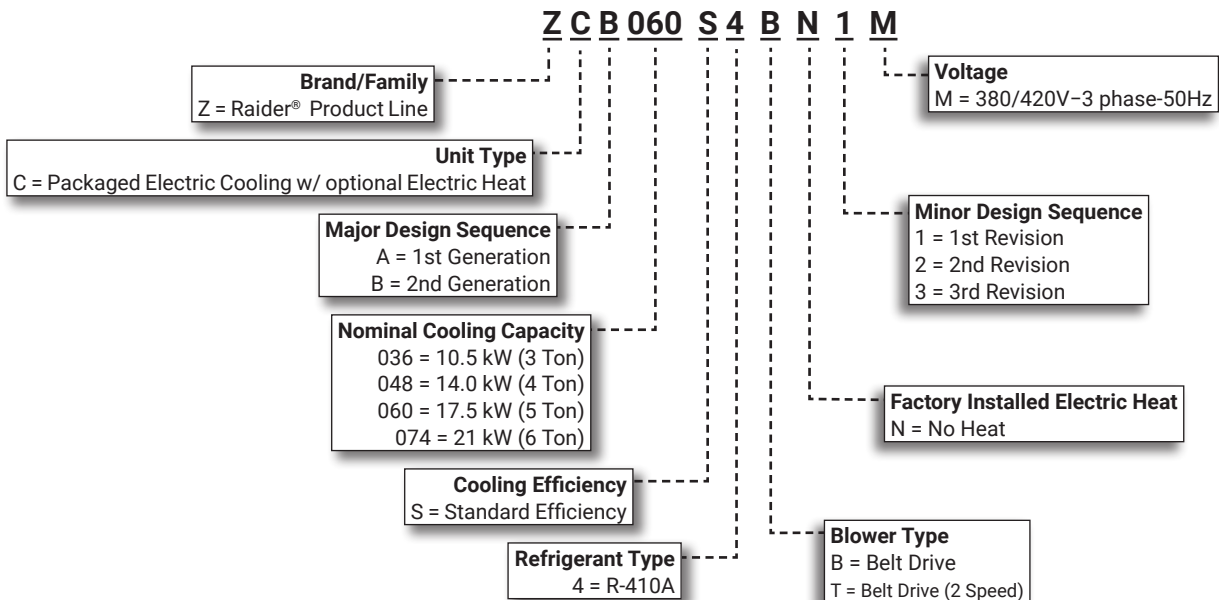 Z C B 060 S 4 B N 1 M
Brand/Family
Z = Raider® Product Line
Unit Type
C = Packaged Electric Cooling w/ optional Electric Heat
Major Design Sequence
A = 1st Generation
B = 2nd Generation
Nominal Cooling Capacity
036 = 10.5 kW (3 Ton)
048 = 14.0 kW (4 Ton)
060 = 17.5 kW (5 Ton)
074 = 21 kW (6 Ton)
Cooling Efficiency
S = Standard Efficiency
Refrigerant Type
4 = R-410A
Voltage
M = 380/420V–3 phase-50Hz
Minor Design Sequence
1 = 1st Revision
2 = 2nd Revision
3 = 3rd Revision
Factory Installed Electric Heat
N = No Heat
Blower Type
B = Belt Drive
T = Belt Drive (2 Speed)